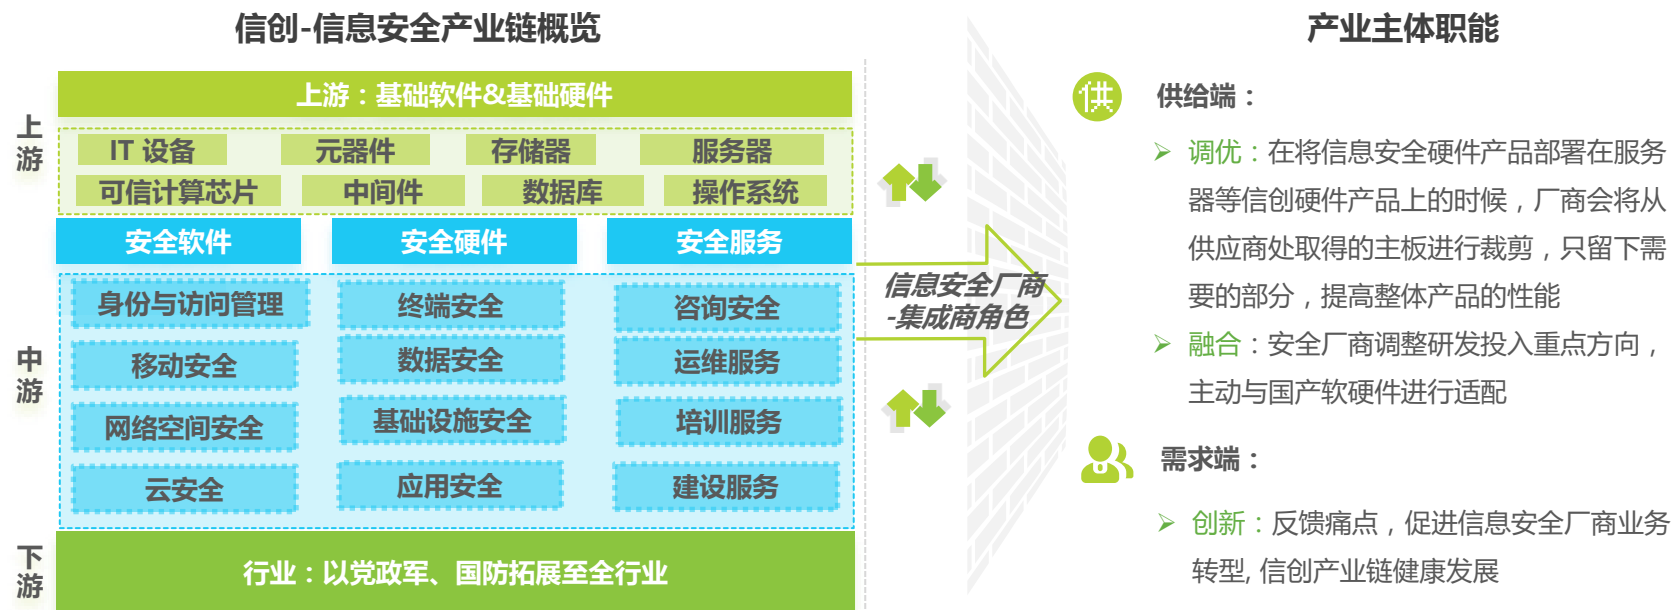 信创-信息安全产业链概览
上游
上游：基础软件&基础硬件
IT 设备
元器件
存储器
服务器
可信计算芯片
中间件
数据库
操作系统
中游
安全软件
安全硬件
安全服务
身份与访问管理
终端安全
咨询安全
移动安全
数据安全
运维服务
网络空间安全
基础设施安全
培训服务
云安全
应用安全
建设服务
下游
行业：以党政军、国防拓展至全行业
信息安全厂商
-集成商角色
产业主体职能
供
供给端：
调优：在将信息安全硬件产品部署在服务
器等信创硬件产品上的时候，厂商会将从
供应商处取得的主板进行裁剪，只留下需
要的部分，提高整体产品的性能
融合：安全厂商调整研发投入重点方向，
主动与国产软硬件进行适配
需求端：
创新：反馈痛点，促进信息安全厂商业务
转型, 信创产业链健康发展